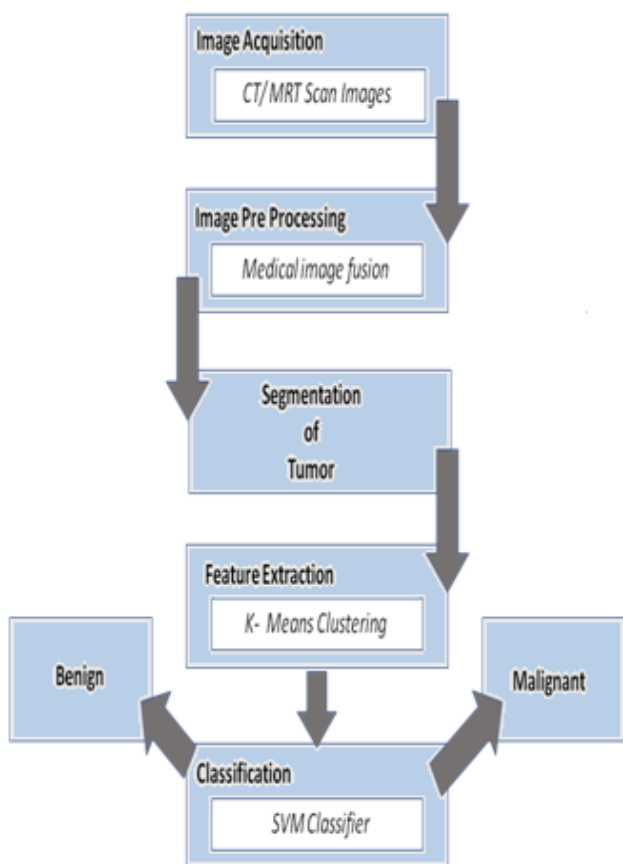 Image Acquisition
CT/ MRT Scan Images
Image Pre Processing
Medical image fusion
Segmentation
of
Tumor
Feature Extraction
K- Means Clustering
Benign
Malignant
Classification
SVM Classifier